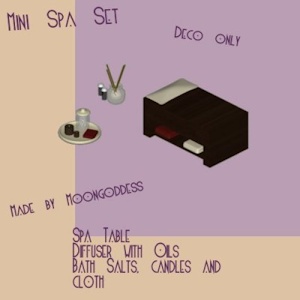 Mini Spa Set
Deco only
Made by Moongoddess
Spa Table
Diffuser with Oils
Bath Salts, candles and
cloth